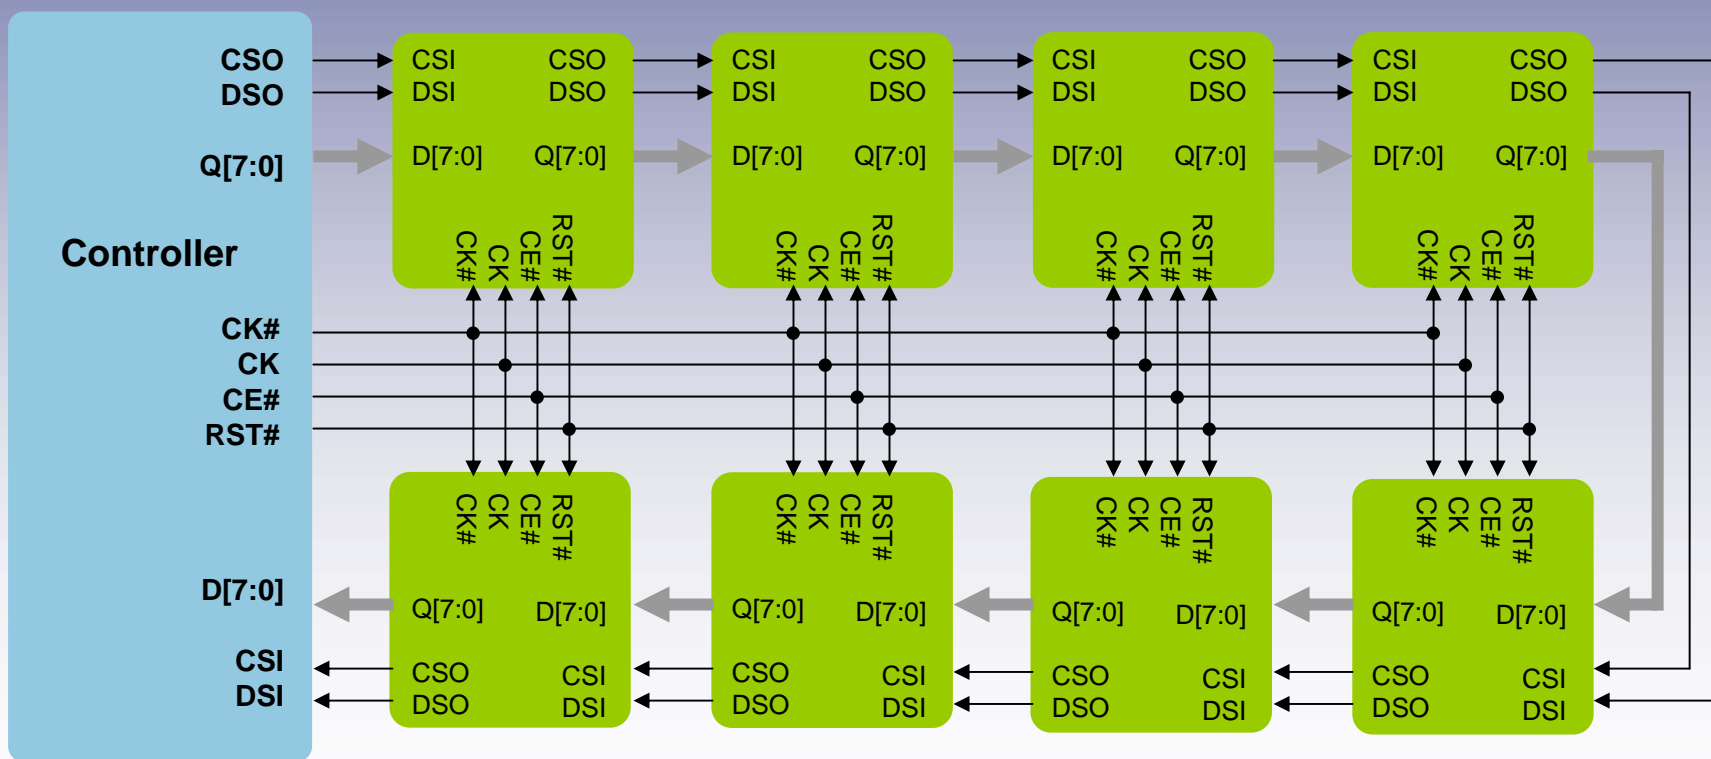 CSO
DSO
Q[7:0]
Controller
CK#
CK
CE#
RST#
D[7:0]
CSI
DSI
CSI CSO
DSI DSO
D[7:0] Q[7:0]
CK# CK CE# RST#
CSI CSO
DSI DSO
D[7:0] Q[7:0]
CK# CK CE# RST#
CSI CSO
DSI DSO
D[7:0] Q[7:0]
CK# CK CE# RST#
CSI CSO
DSI DSO
D[7:0] Q[7:0]
CK# CK CE# RST#
CK# CK CE# RST#
Q[7:0] D[7:0]
CSO CSI
DSO DSI
CK# CK CE# RST#
Q[7:0] D[7:0]
CSO CSI
DSO DSI
CK# CK CE# RST#
Q[7:0] D[7:0]
CSO CSI
DSO DSI
CK# CK CE# RST#
Q[7:0] D[7:0]
CSO CSI
DSO DSI